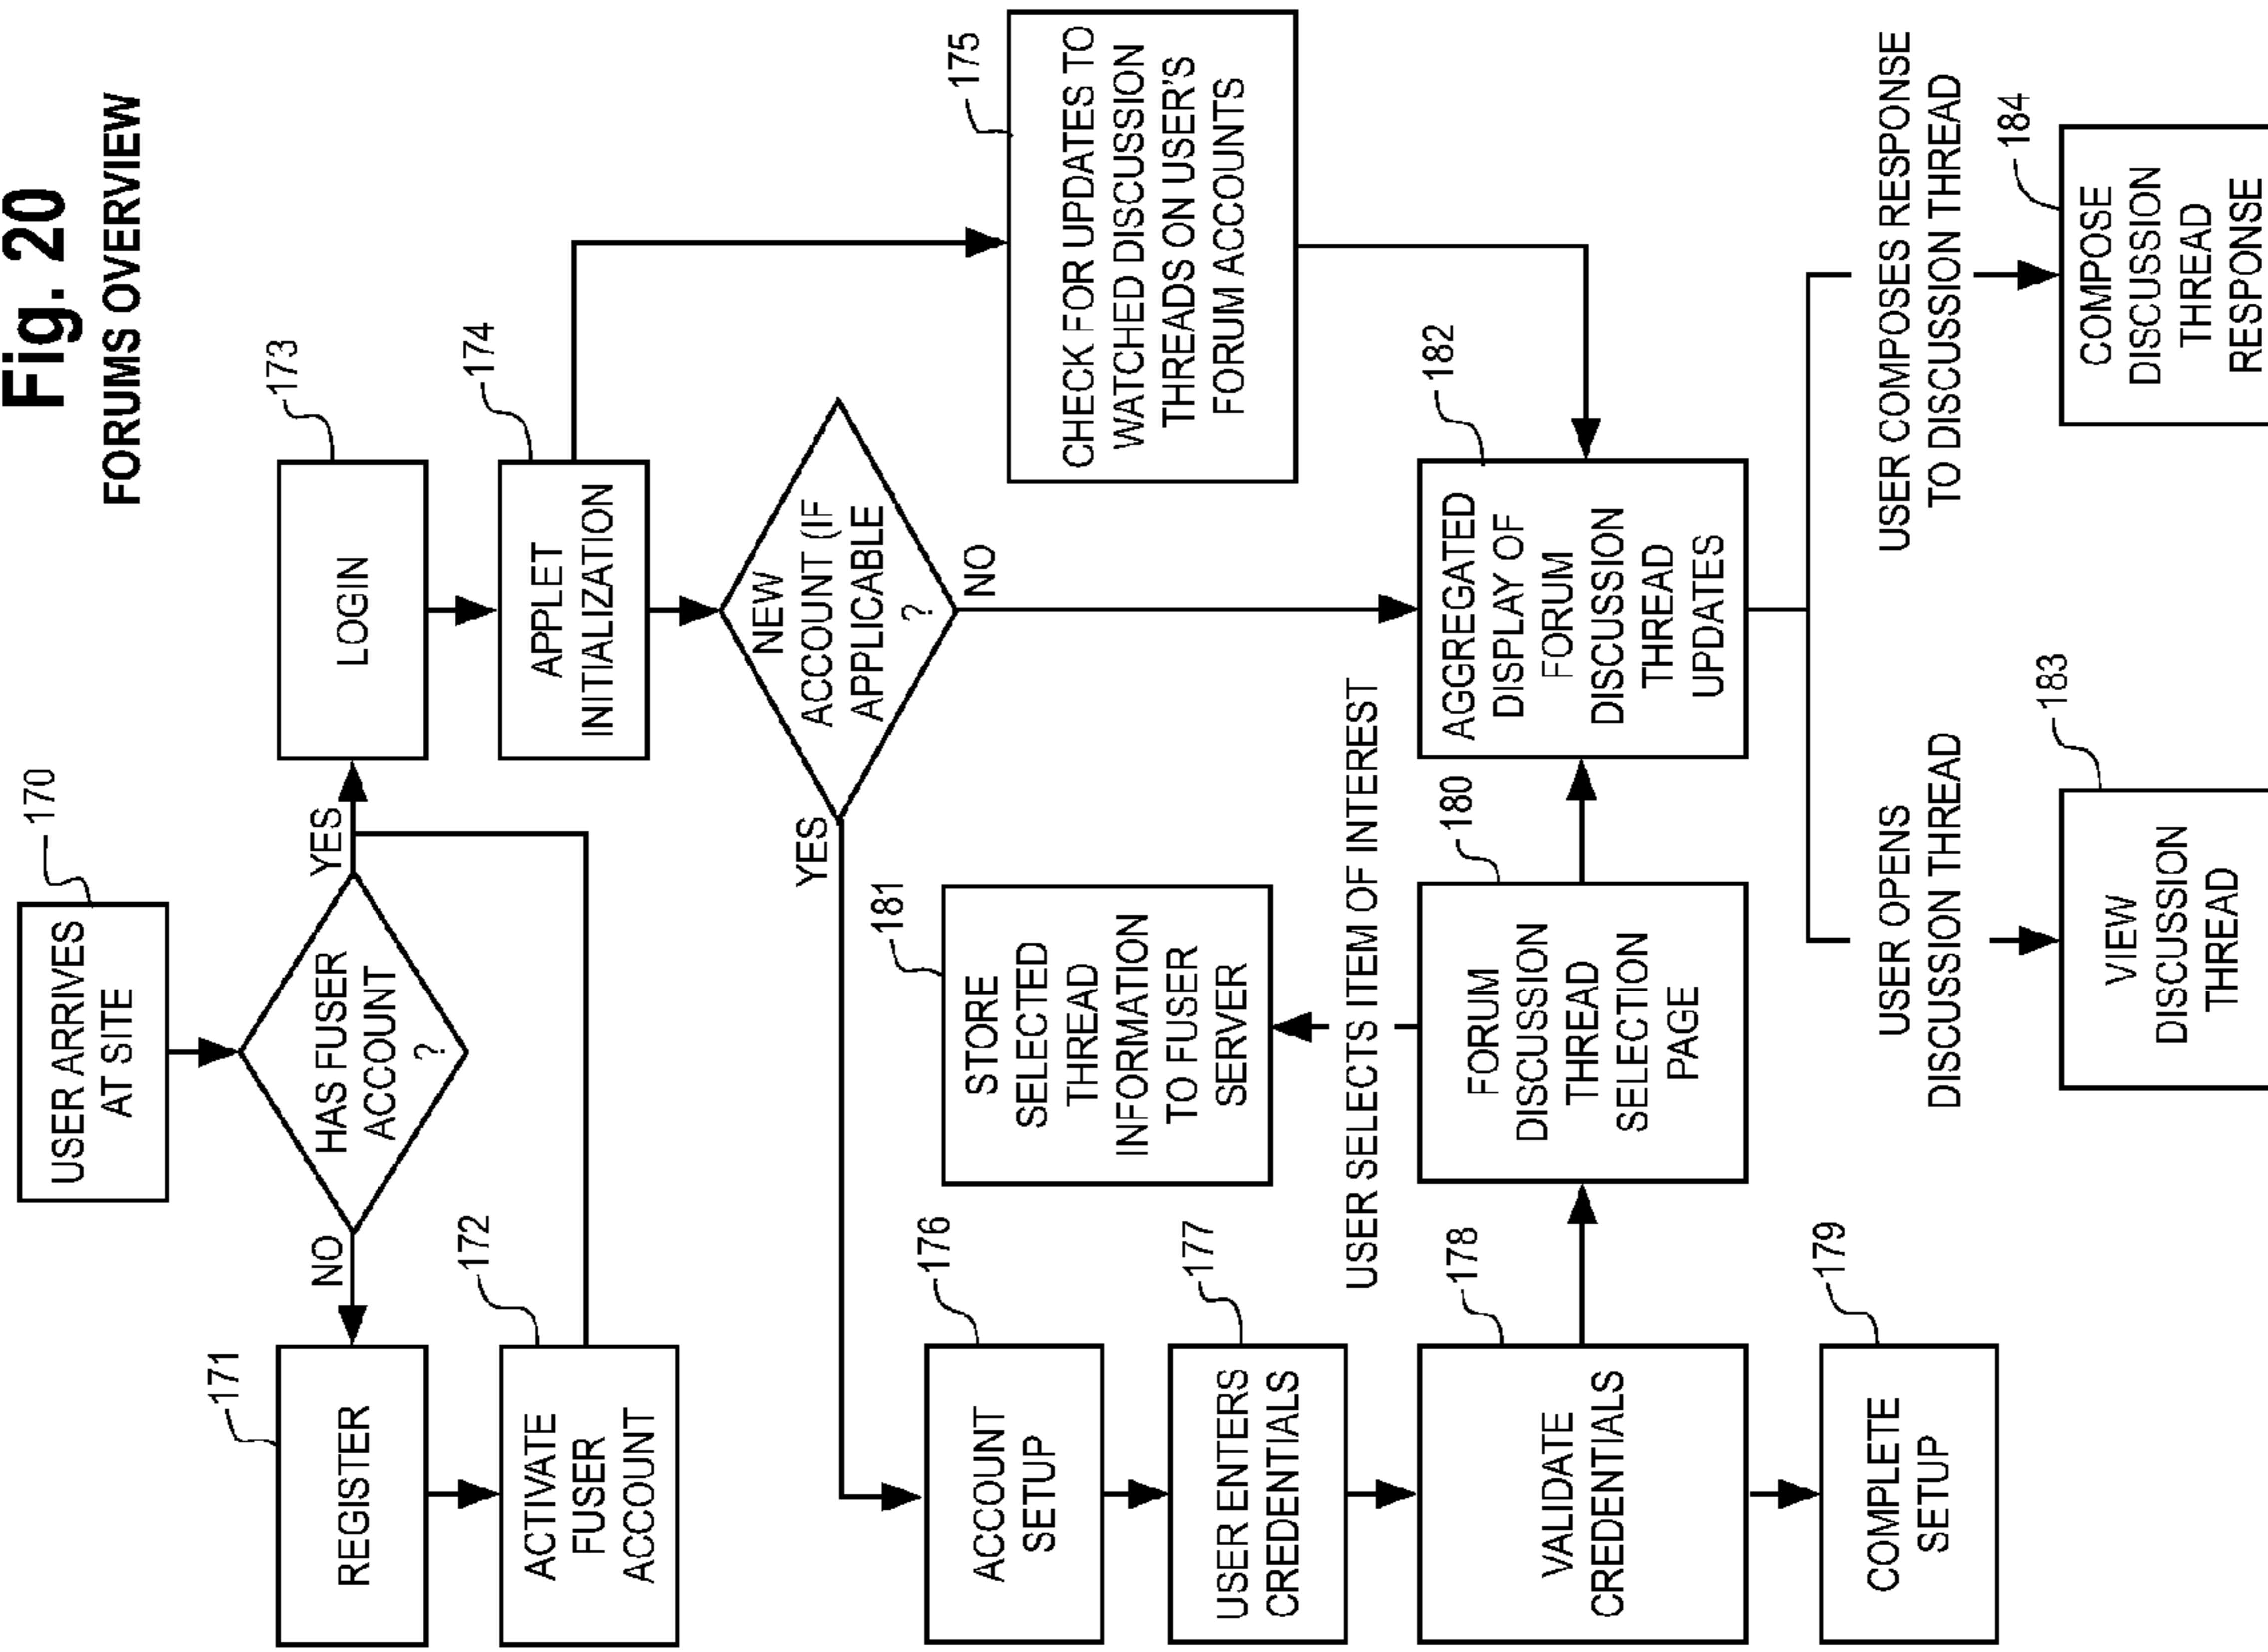 Fig. 20
FORUMS OVERVIEW
170
USER ARRIVES
AT SITE
HAS FUSER
ACCOUNT
?
NO
YES
171
REGISTER
172
ACTIVATE
FUSER
ACCOUNT
173
LOGIN
174
APPLET
INITIALIZATION
NEW
ACCOUNT (IF
APPLICABLE
?
YES
NO
175
CHECK FOR UPDATES TO
WATCHED DISCUSSION
THREADS ON USER'S
FORUM ACCOUNTS
176
ACCOUNT
SETUP
177
USER ENTERS
CREDENTIALS
178
VALIDATE
CREDENTIALS
179
COMPLETE
SETUP
181
STORE
SELECTED
THREAD
INFORMATION
TO FUSER
SERVER
USER SELECTS ITEM OF INTEREST
180
FORUM
DISCUSSION
THREAD
SELECTION
PAGE
182
AGGREGATED
DISPLAY OF
FORUM
DISCUSSION
THREAD
UPDATES
USER OPENS
DISCUSSION THREAD
183
VIEW
DISCUSSION
THREAD
USER COMPOSES RESPONSE
TO DISCUSSION THREAD
184
COMPOSE
DISCUSSION
THREAD
RESPONSE